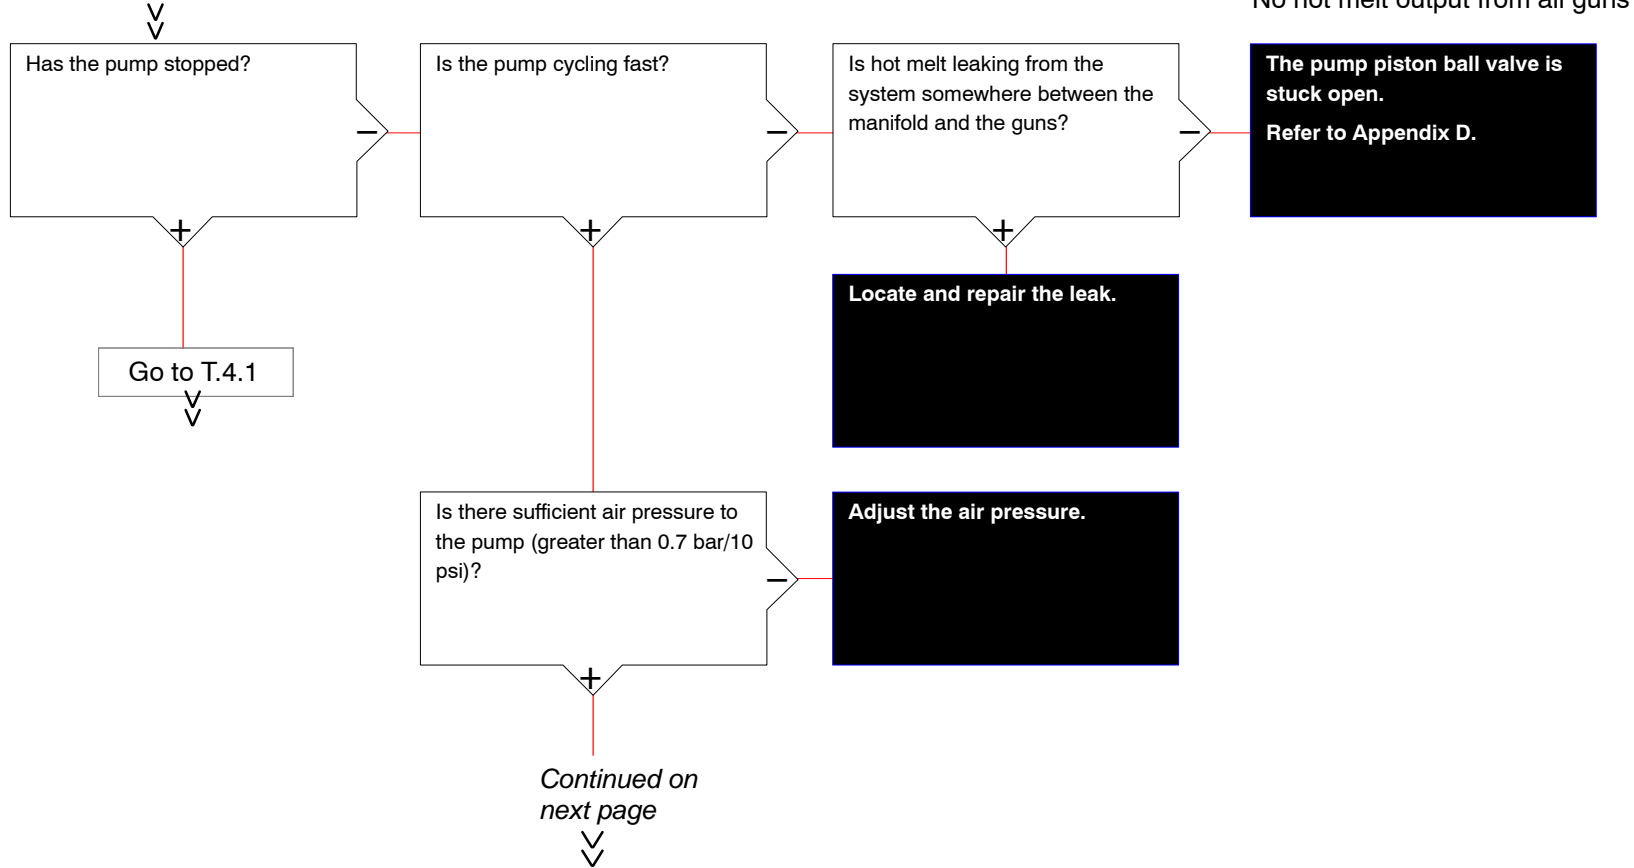 No hot melt output from all guns
Has the pump stopped?
−
+
Go to T.4.1
Is the pump cycling fast?
−
+
Is hot melt leaking from the
system somewhere between the
manifold and the guns?
−
+
The pump piston ball valve is
stuck open.
Refer to Appendix D.
Locate and repair the leak.
Is there sufficient air pressure to
the pump (greater than 0.7 bar/10
psi)?
−
+
Adjust the air pressure.
Continued on
next page